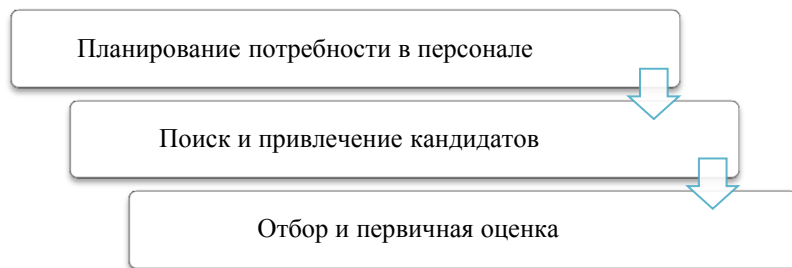 Планирование потребности в персонале
Поиск и привлечение кандидатов
Отбор и первичная оценка